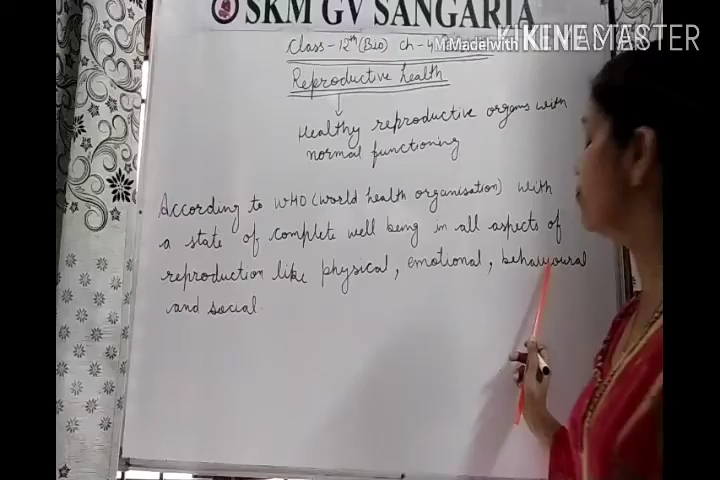 SKM GV SANGARIA
Made with KINEMASTER
Class-12th (Bio) ch-4
Reproductive health
Healthy reproductive organs with
normal functioning
According to WHO (World health organisation) with
a state of complete well being in all aspects of
reproduction like physical, emotional, behavioural
and social.